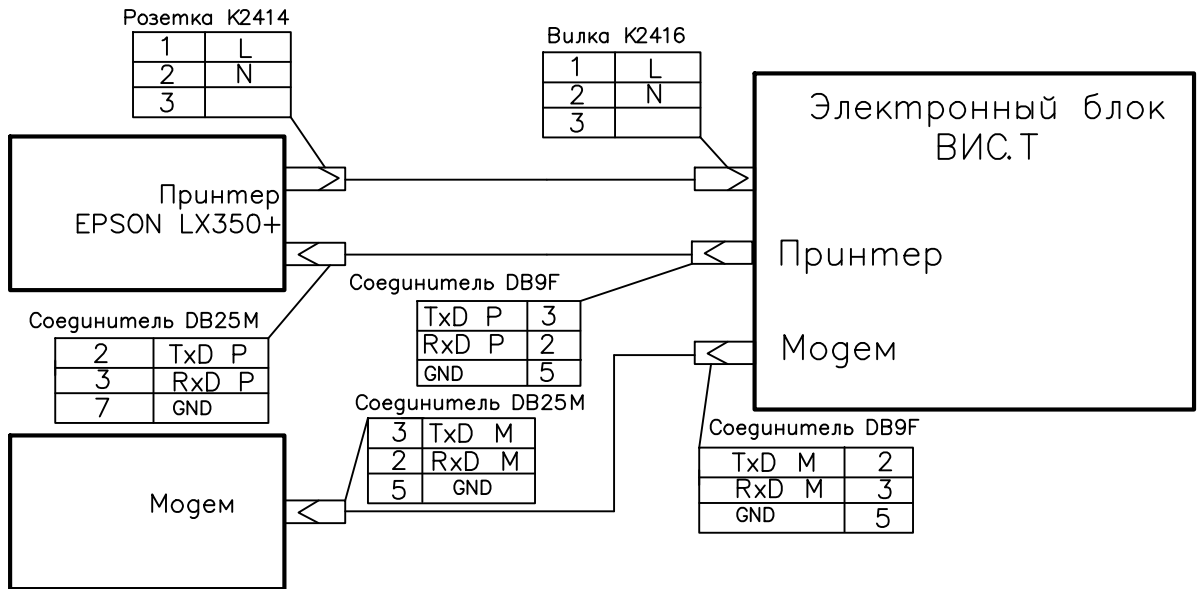 Розетка К2414
1 L
2 N
3
Вилка К2416
1 L
2 N
3
Электронный блок
ВИС.Т
Принтер
EPSON LX350+
Принтер
Соединитель DB9F
TxD P 3
RxD P 2
GND 5
Соединитель DB25M
2 TxD P
3 RxD P
7 GND
Модем
Соединитель DB25M
3 TxD M
2 RxD M
5 GND
Соединитель DB9F
TxD M 2
RxD M 3
GND 5
Модем